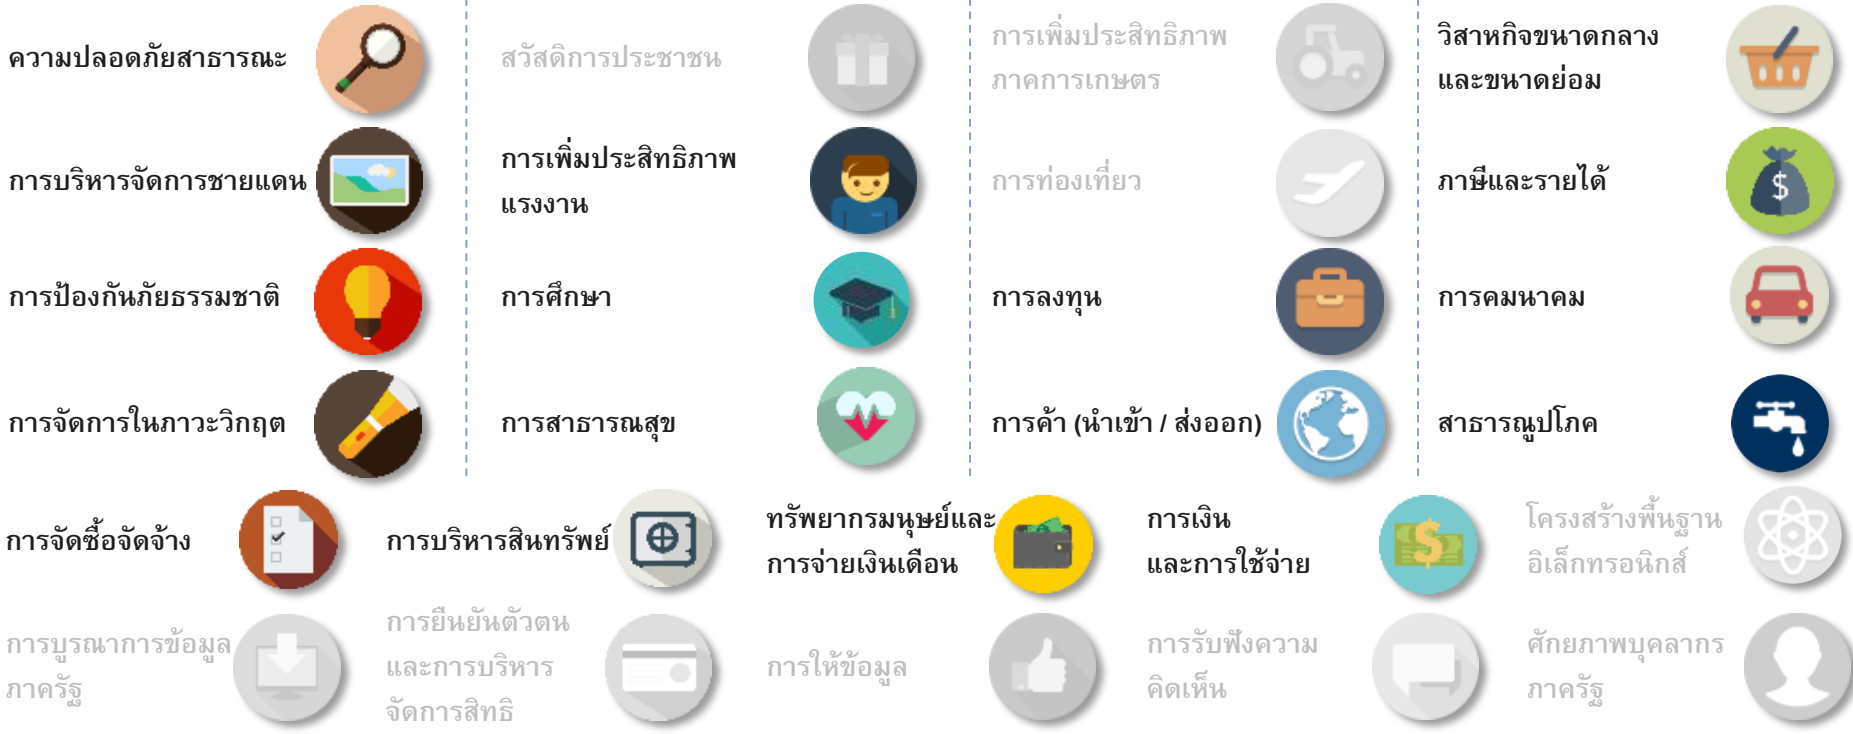 ความปลอดภัยสาธารณะ
สวัสดิการประชาชน
การเพิ่มประสิทธิภาพ
ภาคการเกษตร
วิสาหกิจขนาดกลาง
และขนาดย่อม
การบริหารจัดการชายแดน
การเพิ่มประสิทธิภาพ
แรงงาน
การท่องเที่ยว
ภาษีและรายได้
การป้องกันภัยธรรมชาติ
การศึกษา
การลงทุน
การคมนาคม
การจัดการในภาวะวิกฤต
การสาธารณสุข
การค้า (นำเข้า / ส่งออก)
สาธารณูปโภค
การจัดซื้อจัดจ้าง
การบริหารสินทรัพย์
ทรัพยากรมนุษย์และ
การจ่ายเงินเดือน
การเงิน
และการใช้จ่าย
โครงสร้างพื้นฐาน
อิเล็กทรอนิกส์
การบูรณาการข้อมูล
ภาครัฐ
การยืนยันตัวตน
และการบริหาร
จัดการสิทธิ
การให้ข้อมูล
การรับฟังความ
คิดเห็น
ศักยภาพบุคลากร
ภาครัฐ